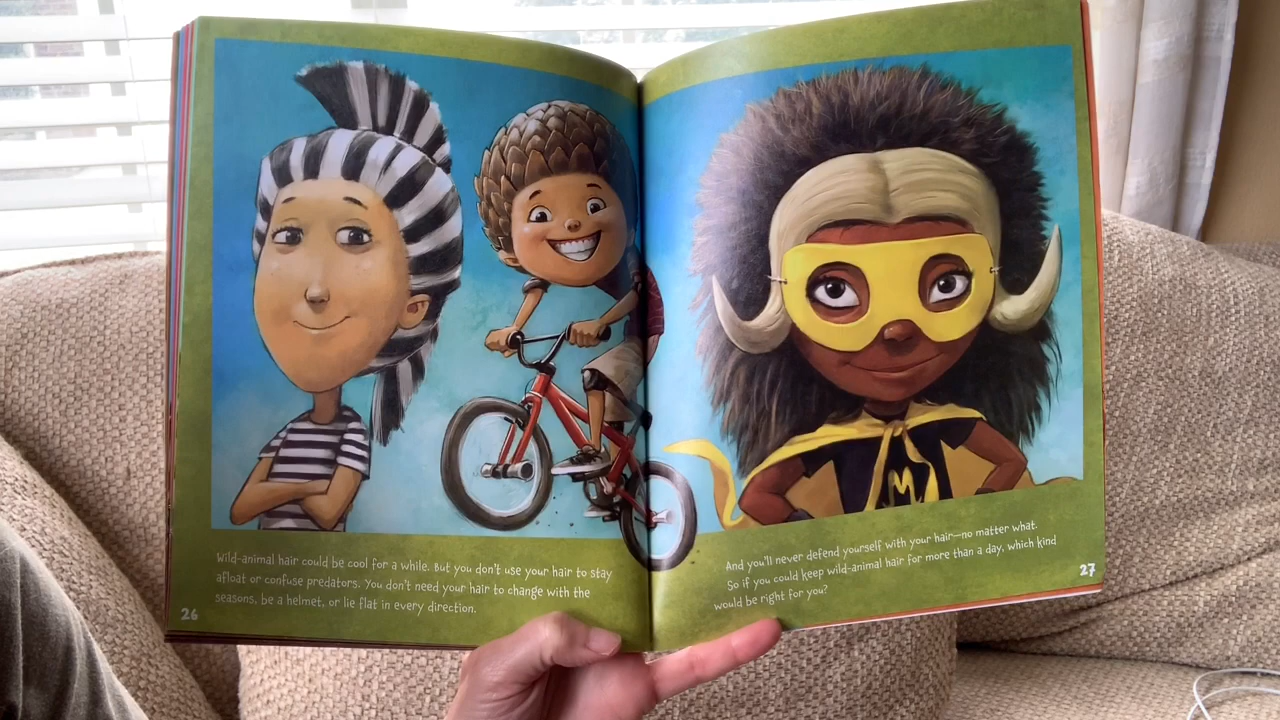 M
Wild-animal hair could be cool for a while. But you don't use your hair to stay
afloat or confuse predators. You don't need your hair to change with the
seasons, be a helmet, or lie flat in every direction.
26
And you'll never defend yourself with your hair—no matter what.
So if you could keep wild-animal hair for more than a day, which kind
would be right for you?
27